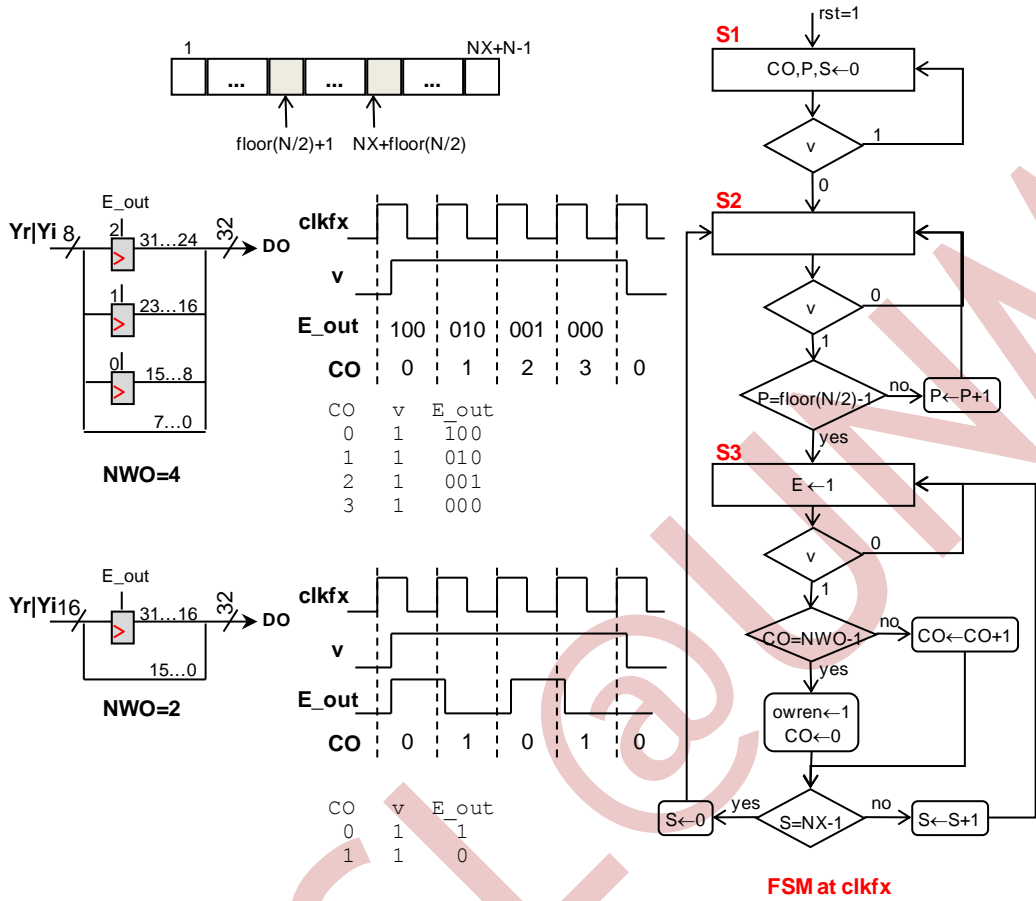 1
NX+N-1
...
...
...
floor(N/2)+1
NX+floor(N/2)
E_out
Yr|Yi
8
2
31...24
32
DO
1
23...16
0
15...8
7...0
NWO=4
clkfx
v
E_out
100
010
001
000
CO
0
1
2
3
0
CO v E_out
0 1 100
1 1 010
2 1 001
3 1 000
E_out
Yr|Yi
16
31...16
32
DO
15...0
NWO=2
clkfx
v
E_out
CO
0
1
0
1
0
CO v E_out
0 1 1
1 1 0
rst=1
S1
CO,P,S←0
v
1
0
S2
v
0
1
P=floor(N/2)-1
no
P←P+1
yes
S3
E ←1
v
0
1
CO=NWO-1
no
CO←CO+1
yes
owren←1
CO←0
S=NX-1
yes
S←0
no
S←S+1
FSM at clkfx